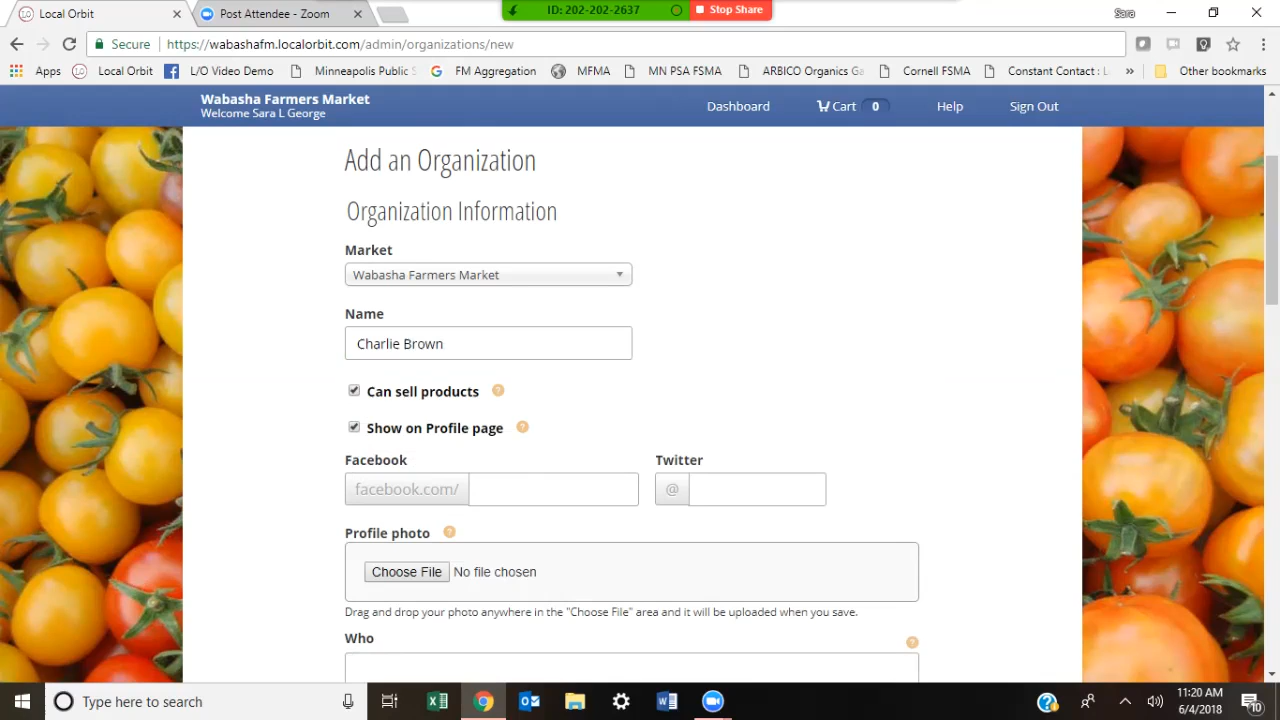 Local Orbit
Post Attendee - Zoom
ID: 202-202-2637
Stop Share
Sara
Secure
https://wabashafm.localorbit.com/admin/organizations/new
Apps
Local Orbit
L/O Video Demo
Minneapolis Public S
FM Aggregation
MFMA
MN PSA FSMA
ARBICO Organics Ga
Cornell FSMA
Constant Contact : L
»
Other bookmarks
Wabasha Farmers Market
Welcome Sara L George
Dashboard
Cart 0
Help
Sign Out
Add an Organization
Organization Information
Market
Wabasha Farmers Market
Name
Charlie Brown
Can sell products ?
Show on Profile page ?
Facebook
Twitter
facebook.com/
@
Profile photo ?
Choose File No file chosen
Drag and drop your photo anywhere in the "Choose File" area and it will be uploaded when you save.
Who ?
Type here to search
11:20 AM
6/4/2018
10